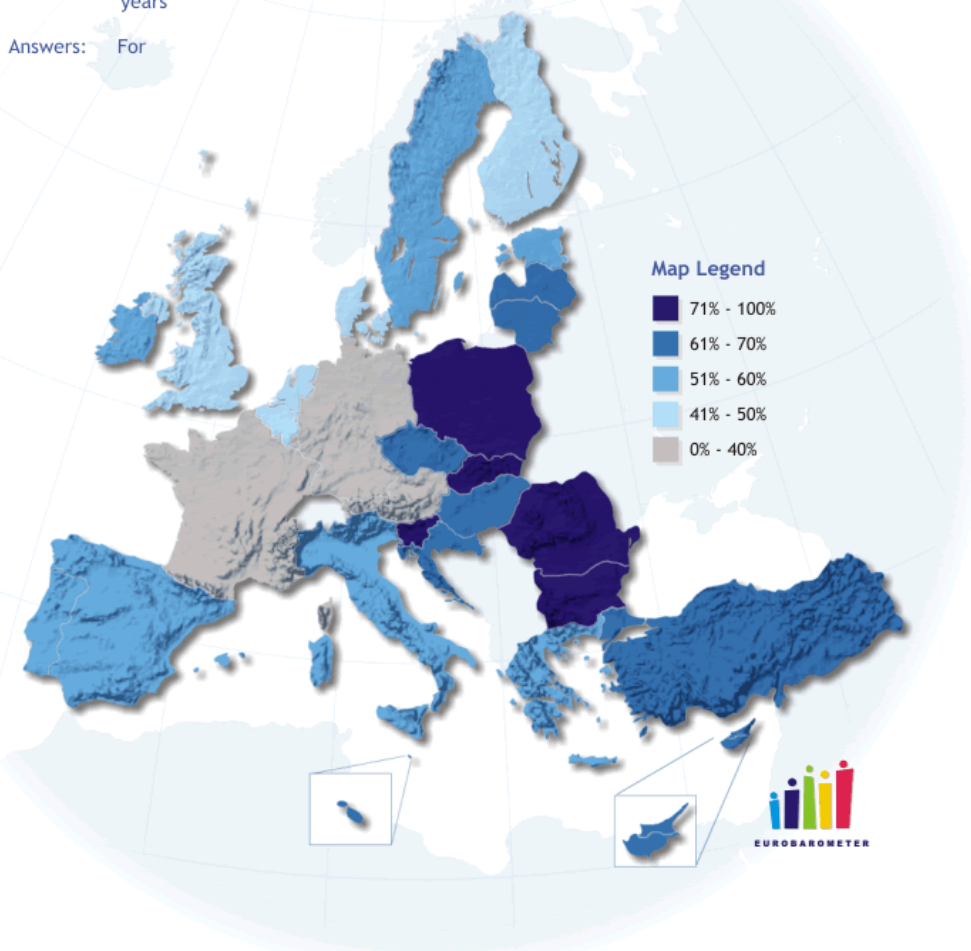 years
Answers: For
Map Legend
71% - 100%
61% - 70%
51% - 60%
41% - 50%
0% - 40%
EUROBAROMETER